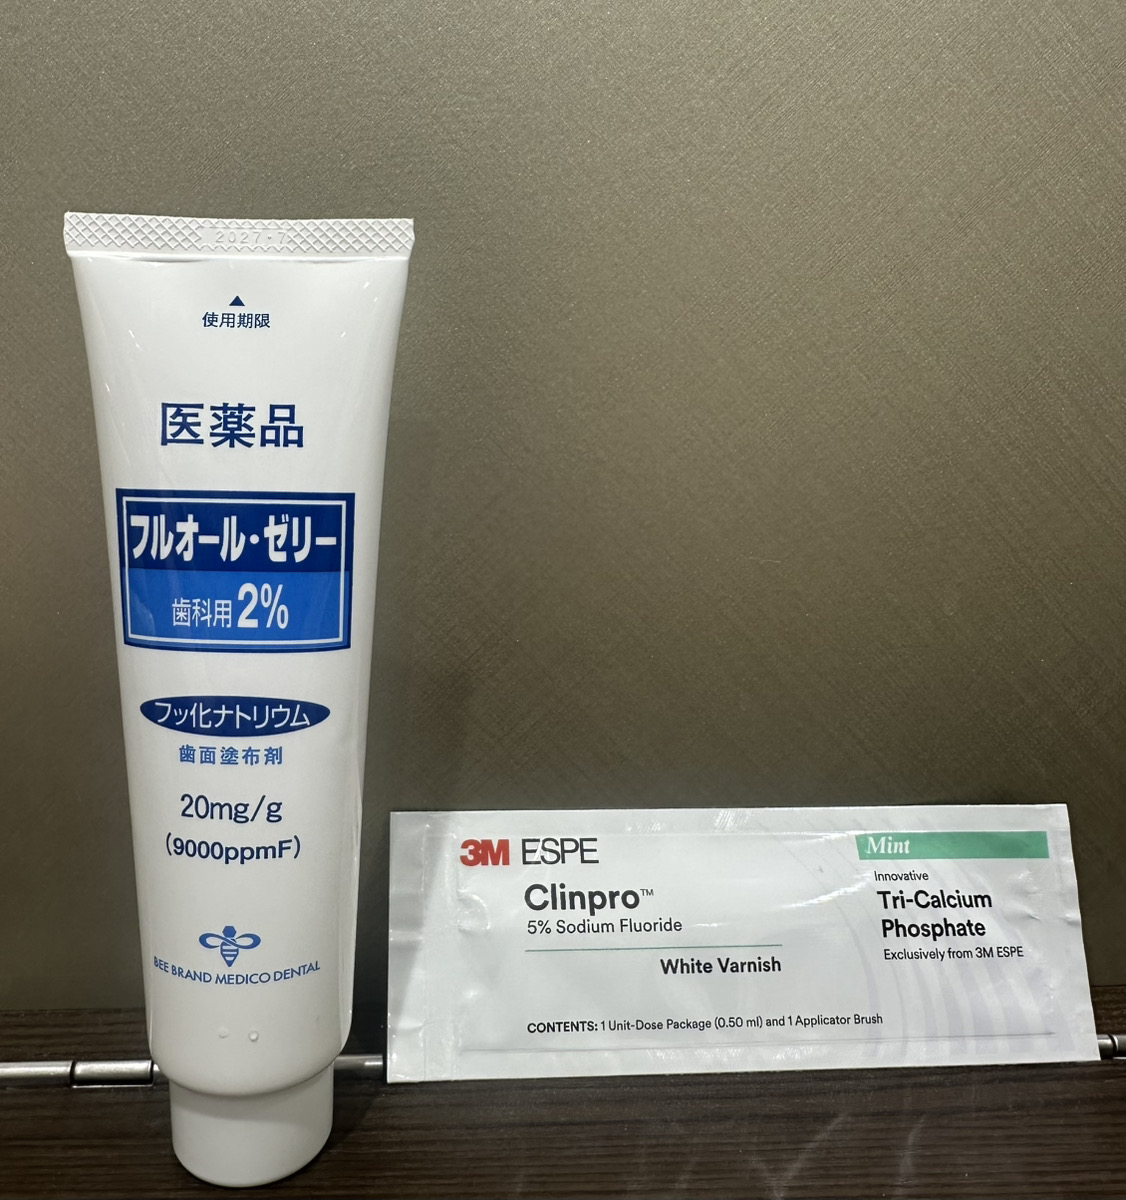 2027.7
使用期限
医薬品
フルオール・ゼリー
歯科用2%
フッ化ナトリウム
歯面塗布剤
20mg/g
(9000ppmF)
BEE BRAND MEDICO DENTAL
3M ESPE
Clinpro™
5% Sodium Fluoride
White Varnish
CONTENTS: 1 Unit-Dose Package (0.50 ml) and 1 Applicator Brush
Mint
Innovative
Tri-Calcium
Phosphate
Exclusively from 3M ESPE